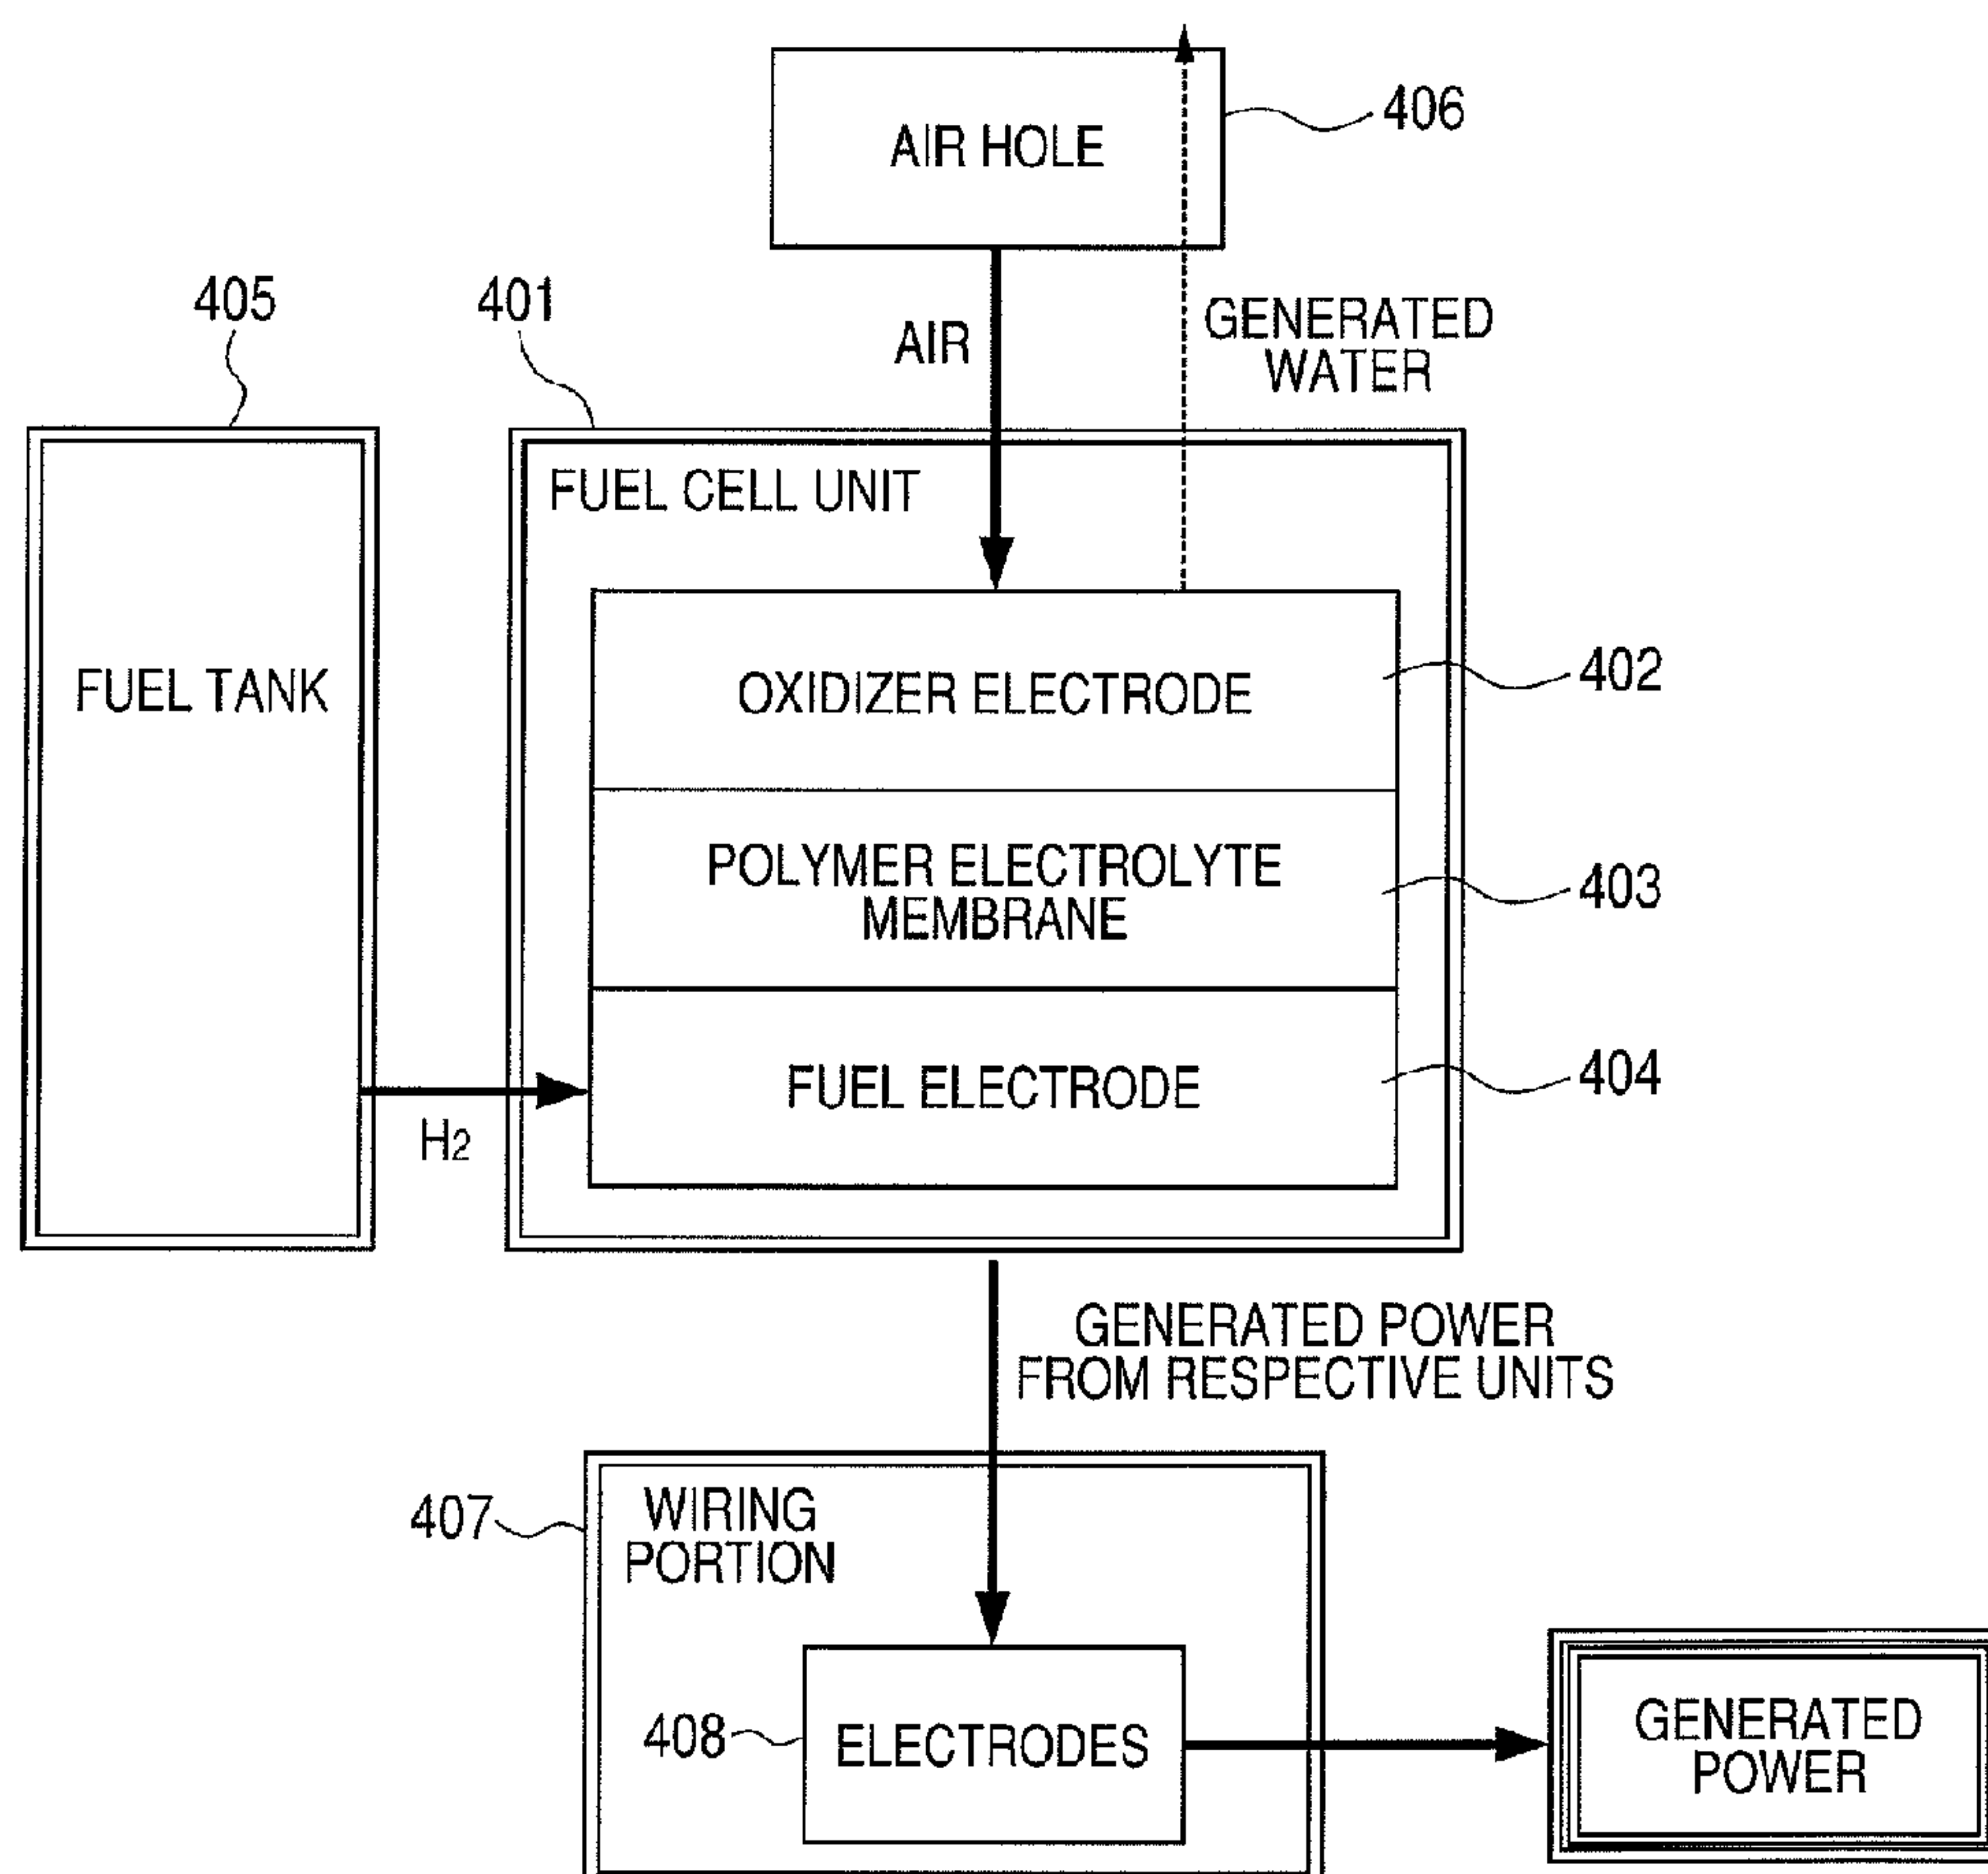 AIR HOLE
406
405
401
AIR
GENERATED
WATER
FUEL CELL UNIT
FUEL TANK
OXIDIZER ELECTRODE
402
POLYMER ELECTROLYTE
MEMBRANE
403
FUEL ELECTRODE
404
H2
GENERATED POWER
FROM RESPECTIVE UNITS
407
WIRING
PORTION
408
ELECTRODES
GENERATED
POWER